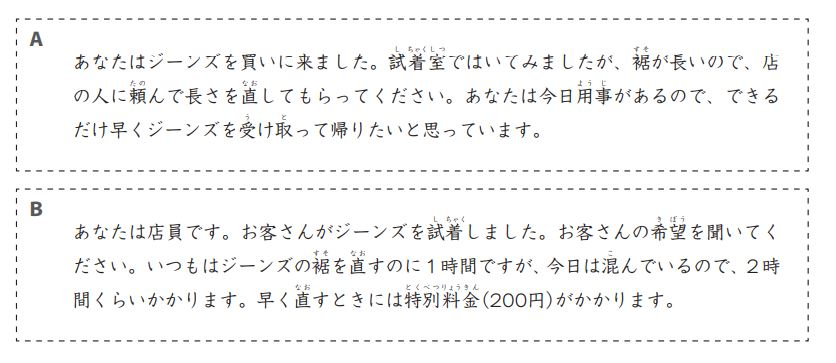 A
あなたはジーンズを買いに来ました。試着室ではいてみましたが、裾が長いので、店
の人に頼んで長さを直してもらってください。あなたは今日用事があるので、できる
だけ早くジーンズを受け取って帰りたいと思っています。
B
あなたは店員です。お客さんがジーンズを試着しました。お客さんの希望を聞いてく
ださい。いつもはジーンズの裾を直すのに1時間ですが、今日は混んでいるので、2時
間くらいかかります。早く直すときには特別料金(200円)がかかります。